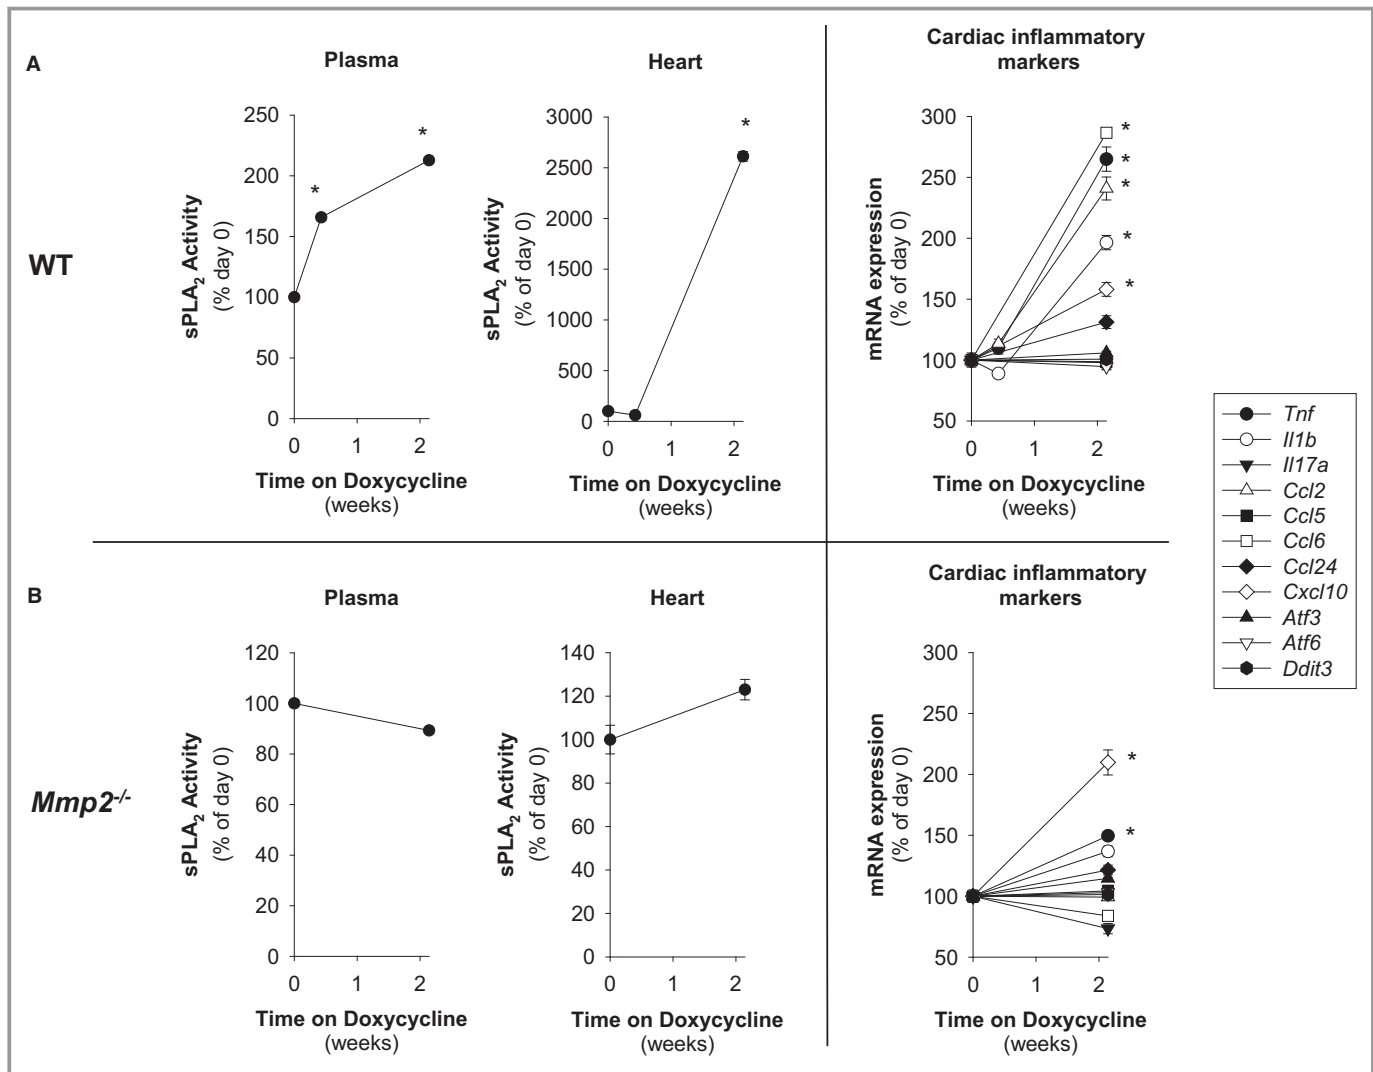 A
Plasma
Heart
Cardiac inflammatory
markers
WT
sPLA2 Activity
(% day 0)
250
200
150
100
50
0
0 1 2
Time on Doxycycline
(weeks)
sPLA2 Activity
(% of day 0)
3000
2500
2000
1500
1000
500
0
0 1 2
Time on Doxycycline
(weeks)
mRNA expression
(% of day 0)
300
250
200
150
100
50
0 1 2
Time on Doxycycline
(weeks)
* *
*
*
*
*
*
*
Tnf
Il1b
Il17a
Ccl2
Ccl5
Ccl6
Ccl24
Cxcl10
Atf3
Atf6
Ddit3
B
Plasma
Heart
Cardiac inflammatory
markers
Mmp2-/-
sPLA2 Activity
(% of day 0)
120
100
80
60
40
20
0
0 1 2
Time on Doxycycline
(weeks)
sPLA2 Activity
(% of day 0)
140
120
100
80
60
40
20
0
0 1 2
Time on Doxycycline
(weeks)
mRNA expression
(% of day 0)
300
250
200
150
100
50
0 1 2
Time on Doxycycline
(weeks)
*
*